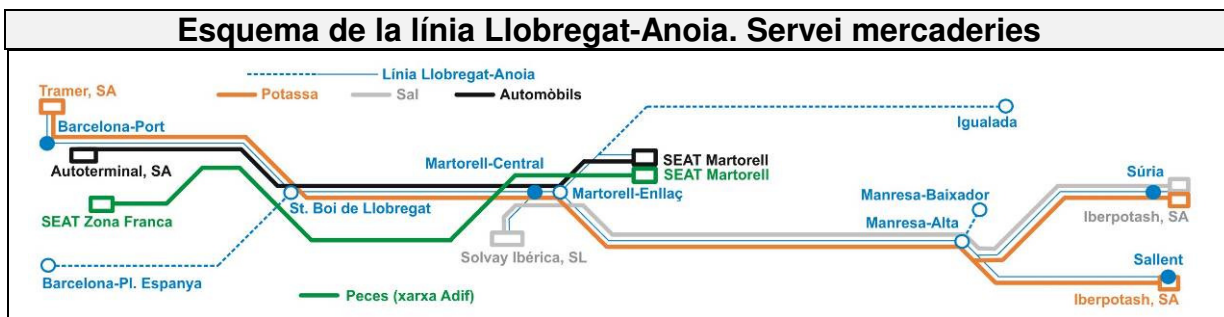 Esquema de la línia Llobregat-Anoia. Servei mercaderies
Línia Llobregat-Anoia
Tramer, SA
Potassa
Sal
Automòbils
Igualada
Barcelona-Port
Autoterminal, SA
Martorell-Central
SEAT Martorell
SEAT Martorell
Súria
Martorell-Enllaç
Manresa-Baixador
St. Boi de Llobregat
SEAT Zona Franca
Manresa-Alta
Iberpotash, SA
Solvay Ibérica, SL
Sallent
Barcelona-Pl. Espanya
Peces (xarxa Adif)
Iberpotash, SA